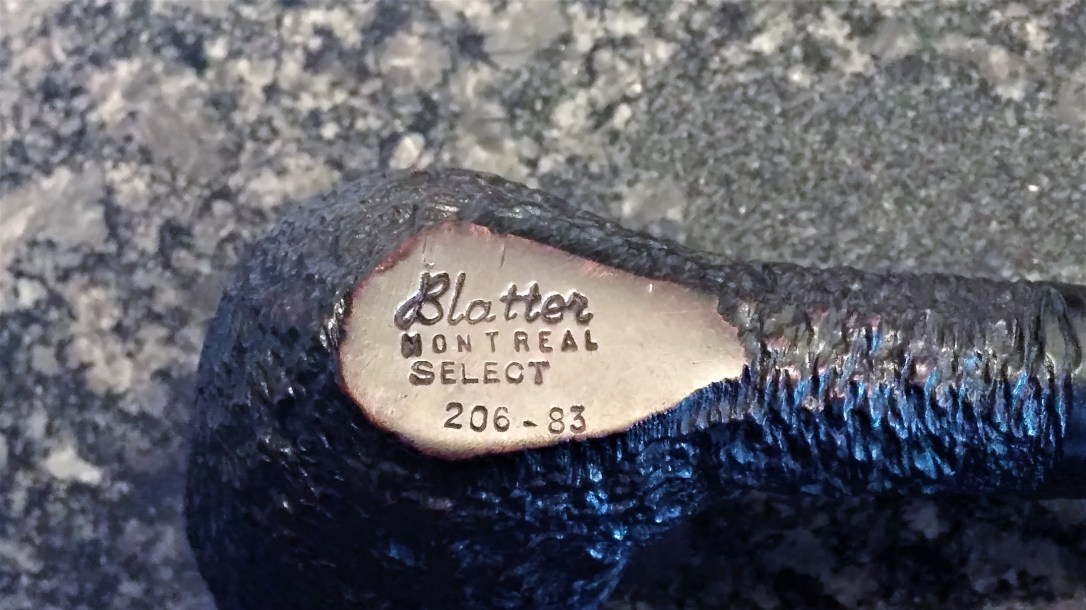 Blatter
MONTREAL
SELECT
206-83